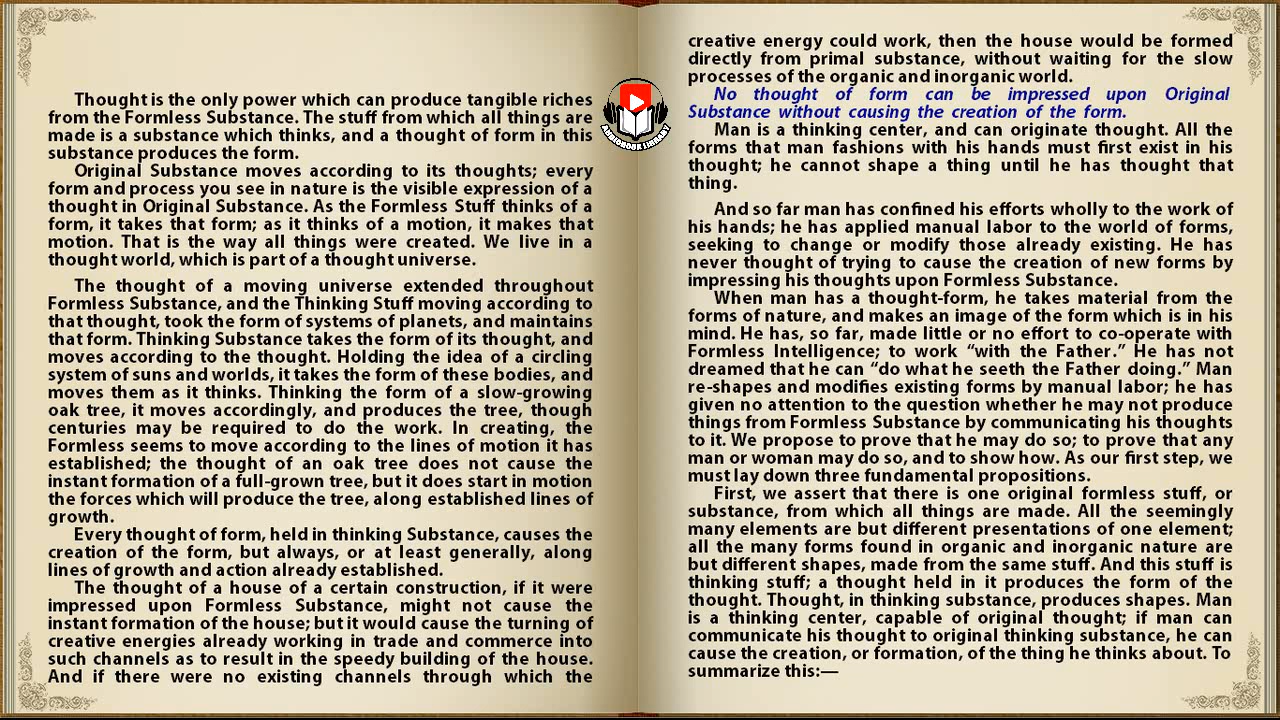 Thought is the only power which can produce tangible riches
from the Formless Substance. The stuff from which all things are
made is a substance which thinks, and a thought of form in this
substance produces the form.
Original Substance moves according to its thoughts; every
form and process you see in nature is the visible expression of a
thought in Original Substance. As the Formless Stuff thinks of a
form, it takes that form; as it thinks of a motion, it makes that
motion. That is the way all things were created. We live in a
thought world, which is part of a thought universe.
The thought of a moving universe extended throughout
Formless Substance, and the Thinking Stuff moving according to
that thought, took the form of systems of planets, and maintains
that form. Thinking Substance takes the form of its thought, and
moves according to the thought. Holding the idea of a circling
system of suns and worlds, it takes the form of these bodies, and
moves them as it thinks. Thinking the form of a slow-growing
oak tree, it moves accordingly, and produces the tree, though
centuries may be required to do the work. In creating, the
Formless seems to move according to the lines of motion it has
established; the thought of an oak tree does not cause the
instant formation of a full-grown tree, but it does start in motion
the forces which will produce the tree, along established lines of
growth.
Every thought of form, held in thinking Substance, causes the
creation of the form, but always, or at least generally, along
lines of growth and action already established.
The thought of a house of a certain construction, if it were
impressed upon Formless Substance, might not cause the
instant formation of the house; but it would cause the turning of
creative energies already working in trade and commerce into
such channels as to result in the speedy building of the house.
And if there were no existing channels through which the
creative energy could work, then the house would be formed
directly from primal substance, without waiting for the slow
processes of the organic and inorganic world.
No thought of form can be impressed upon Original
Substance without causing the creation of the form.
Man is a thinking center, and can originate thought. All the
forms that man fashions with his hands must first exist in his
thought; he cannot shape a thing until he has thought that
thing.
And so far man has confined his efforts wholly to the work of
his hands; he has applied manual labor to the world of forms,
seeking to change or modify those already existing. He has
never thought of trying to cause the creation of new forms by
impressing his thoughts upon Formless Substance.
When man has a thought-form, he takes material from the
forms of nature, and makes an image of the form which is in his
mind. He has, so far, made little or no effort to co-operate with
Formless Intelligence; to work “with the Father.” He has not
dreamed that he can “do what he seeth the Father doing.” Man
re-shapes and modifies existing forms by manual labor; he has
given no attention to the question whether he may not produce
things from Formless Substance by communicating his thoughts
to it. We propose to prove that he may do so; to prove that any
man or woman may do so, and to show how. As our first step, we
must lay down three fundamental propositions.
First, we assert that there is one original formless stuff, or
substance, from which all things are made. All the seemingly
many elements are but different presentations of one element;
all the many forms found in organic and inorganic nature are
but different shapes, made from the same stuff. And this stuff is
thinking stuff; a thought held in it produces the form of the
thought. Thought, in thinking substance, produces shapes. Man
is a thinking center, capable of original thought; if man can
communicate his thought to original thinking substance, he can
cause the creation, or formation, of the thing he thinks about. To
summarize this:—
AUDIOBOOK LIBRARY